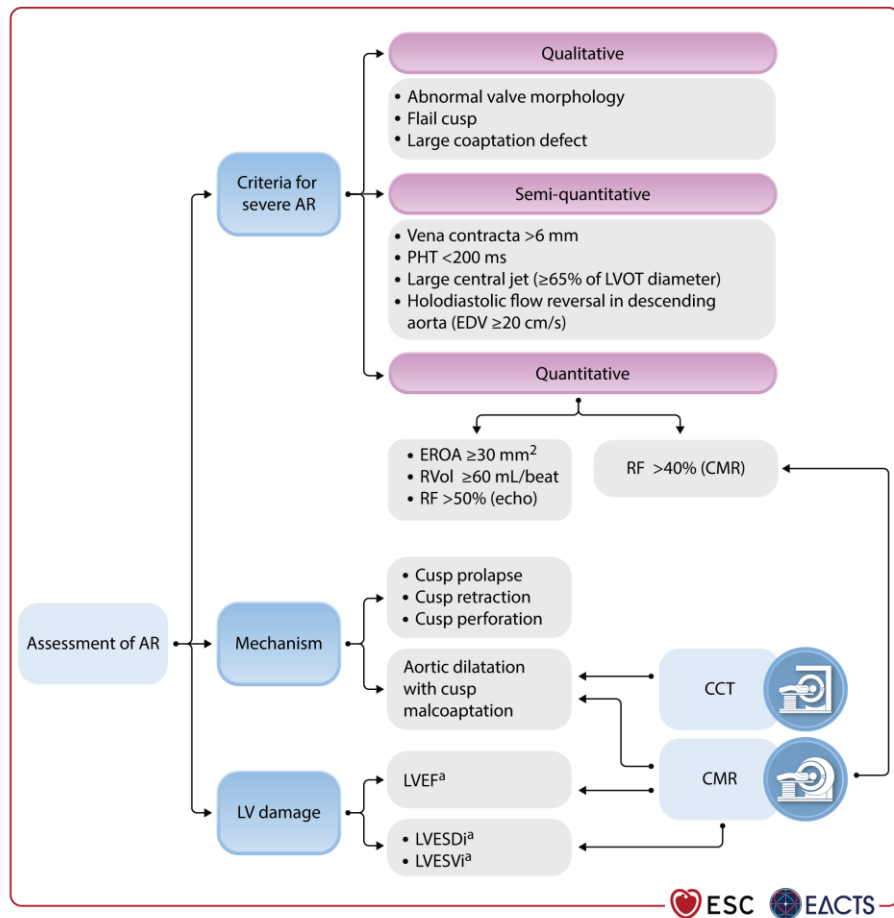 Qualitative
• Abnormal valve morphology
• Flail cusp
• Large coaptation defect
Criteria for
severe AR
Semi-quantitative
• Vena contracta >6 mm
• PHT <200 ms
• Large central jet (≥65% of LVOT diameter)
• Holodiastolic flow reversal in descending
aorta (EDV ≥20 cm/s)
Quantitative
• EROA ≥30 mm²
• RVol ≥60 mL/beat
• RF >50% (echo)
RF >40% (CMR)
Assessment of AR
Mechanism
• Cusp prolapse
• Cusp retraction
• Cusp perforation
Aortic dilatation
with cusp
malcoaptation
CCT
CMR
LV damage
LVEFᵃ
• LVESDiᵃ
• LVESViᵃ
ESC
EACTS